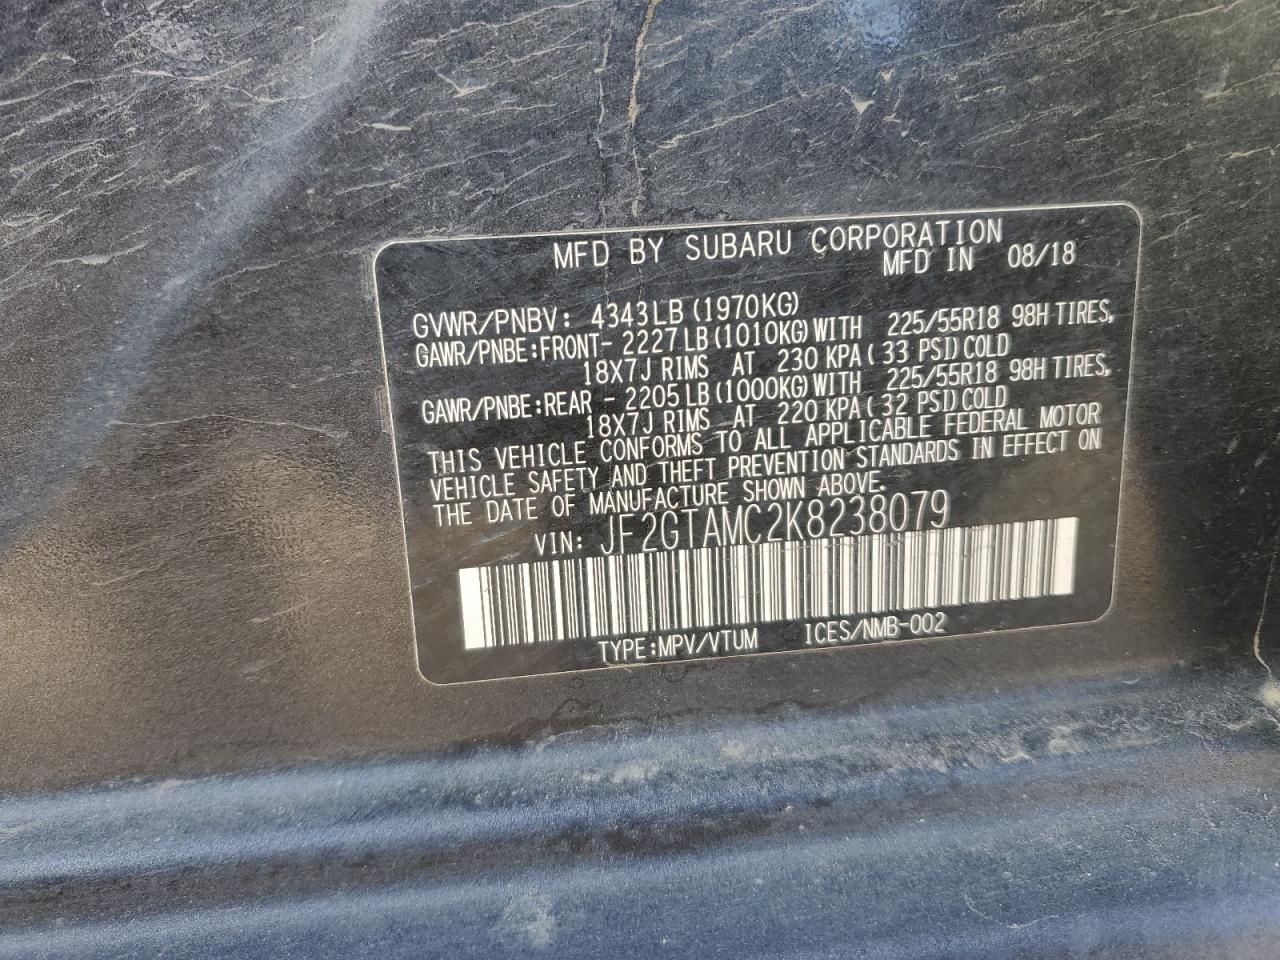 MFD BY SUBARU CORPORATION
MFD IN 08/18
GVWR/PNBV: 4343LB (1970KG)
GAWR/PNBE:FRONT- 2227LB (1010KG)WITH 225/55R18 98H TIRES,
18X7J RIMS AT 230 KPA( 33 PSI)COLD
GAWR/PNBE:REAR - 2205LB (1000KG)WITH 225/55R18 98H TIRES,
18X7J RIMS AT 220 KPA( 32 PSI)COLD
THIS VEHICLE CONFORMS TO ALL APPLICABLE FEDERAL MOTOR
VEHICLE SAFETY AND THEFT PREVENTION STANDARDS IN EFFECT ON
THE DATE OF MANUFACTURE SHOWN ABOVE.
VIN: JF2GTAMC2K8238079
TYPE:MPV/VTUM ICES/NMB-002